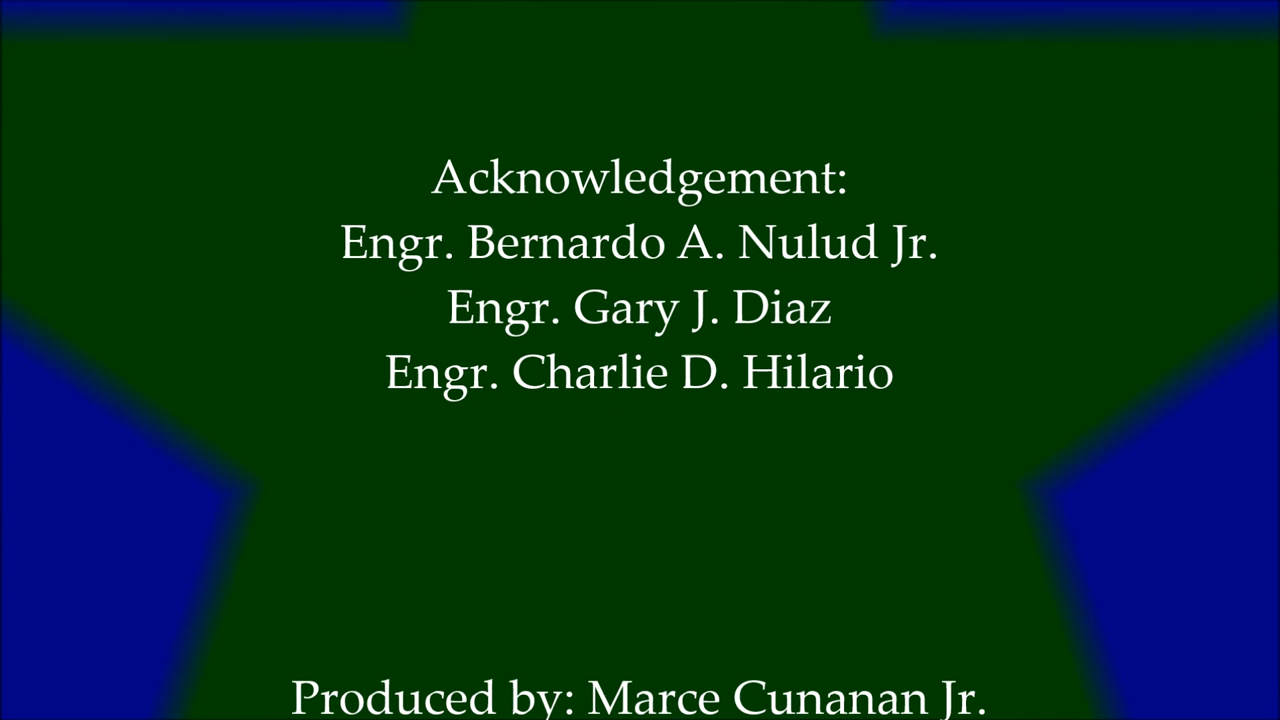 Acknowledgement:
Engr. Bernardo A. Nulud Jr.
Engr. Gary J. Diaz
Engr. Charlie D. Hilario
Produced by: Marce Cunanan Jr.